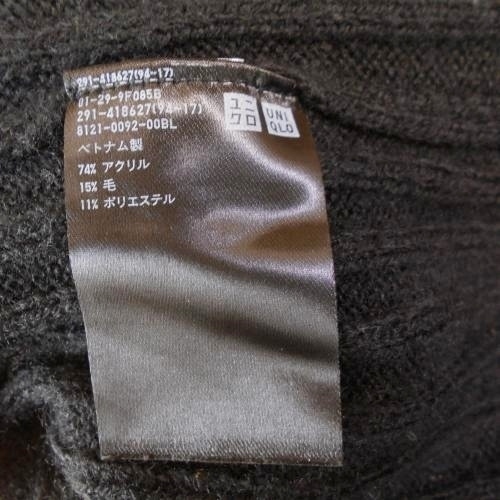 291-418627(94-17)
01-29-9F085B
291-418627(94-17)
8121-0092-00BL
ユニ
クロ
UNI
QLO
ベトナム製
74% アクリル
15% 毛
11% ポリエステル